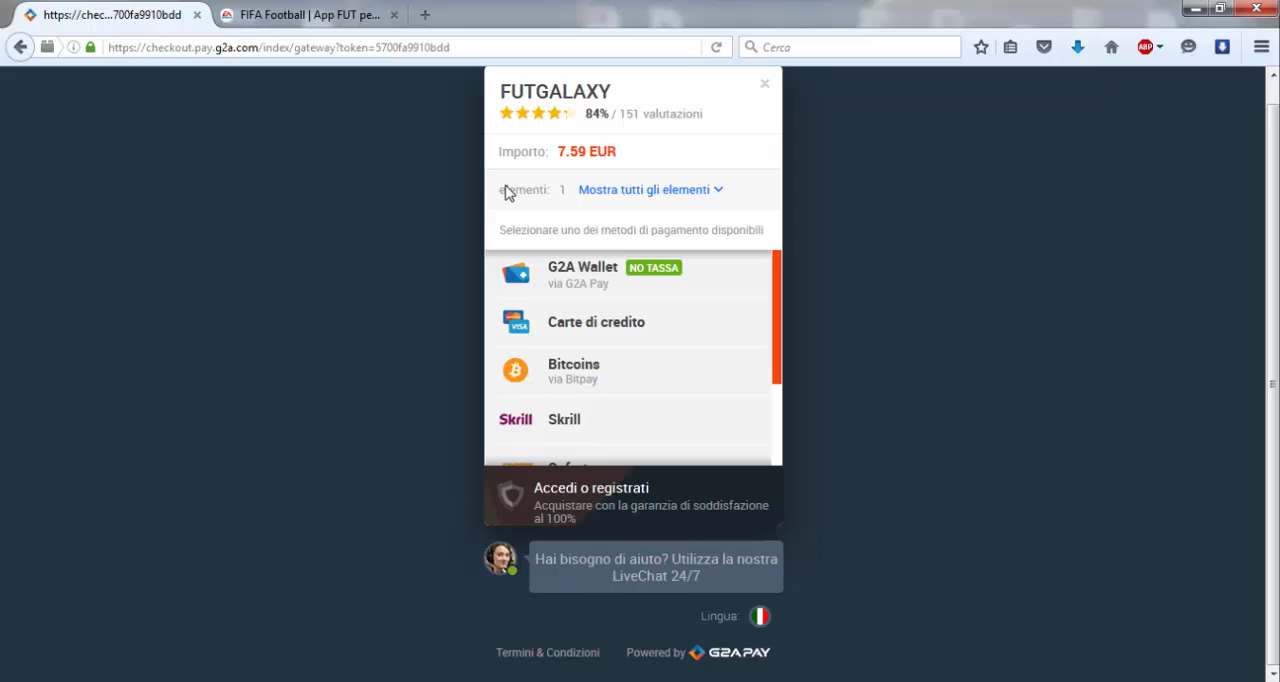 https://chec...700fa9910bdd
FIFA Football | App FUT pe...
https://checkout.pay.g2a.com/index/gateway?token=5700fa9910bdd
Cerca
ABP
FUTGALAXY
84% / 151 valutazioni
Importo: 7.59 EUR
elementi: 1 Mostra tutti gli elementi
Selezionare uno dei metodi di pagamento disponibili
G2A Wallet NO TASSA
via G2A Pay
VISA Carte di credito
Bitcoins
via Bitpay
Skrill Skrill
Accedi o registrati
Acquistare con la garanzia di soddisfazione
al 100%
Hai bisogno di aiuto? Utilizza la nostra
LiveChat 24/7
Lingua:
Termini & Condizioni Powered by G2A PAY